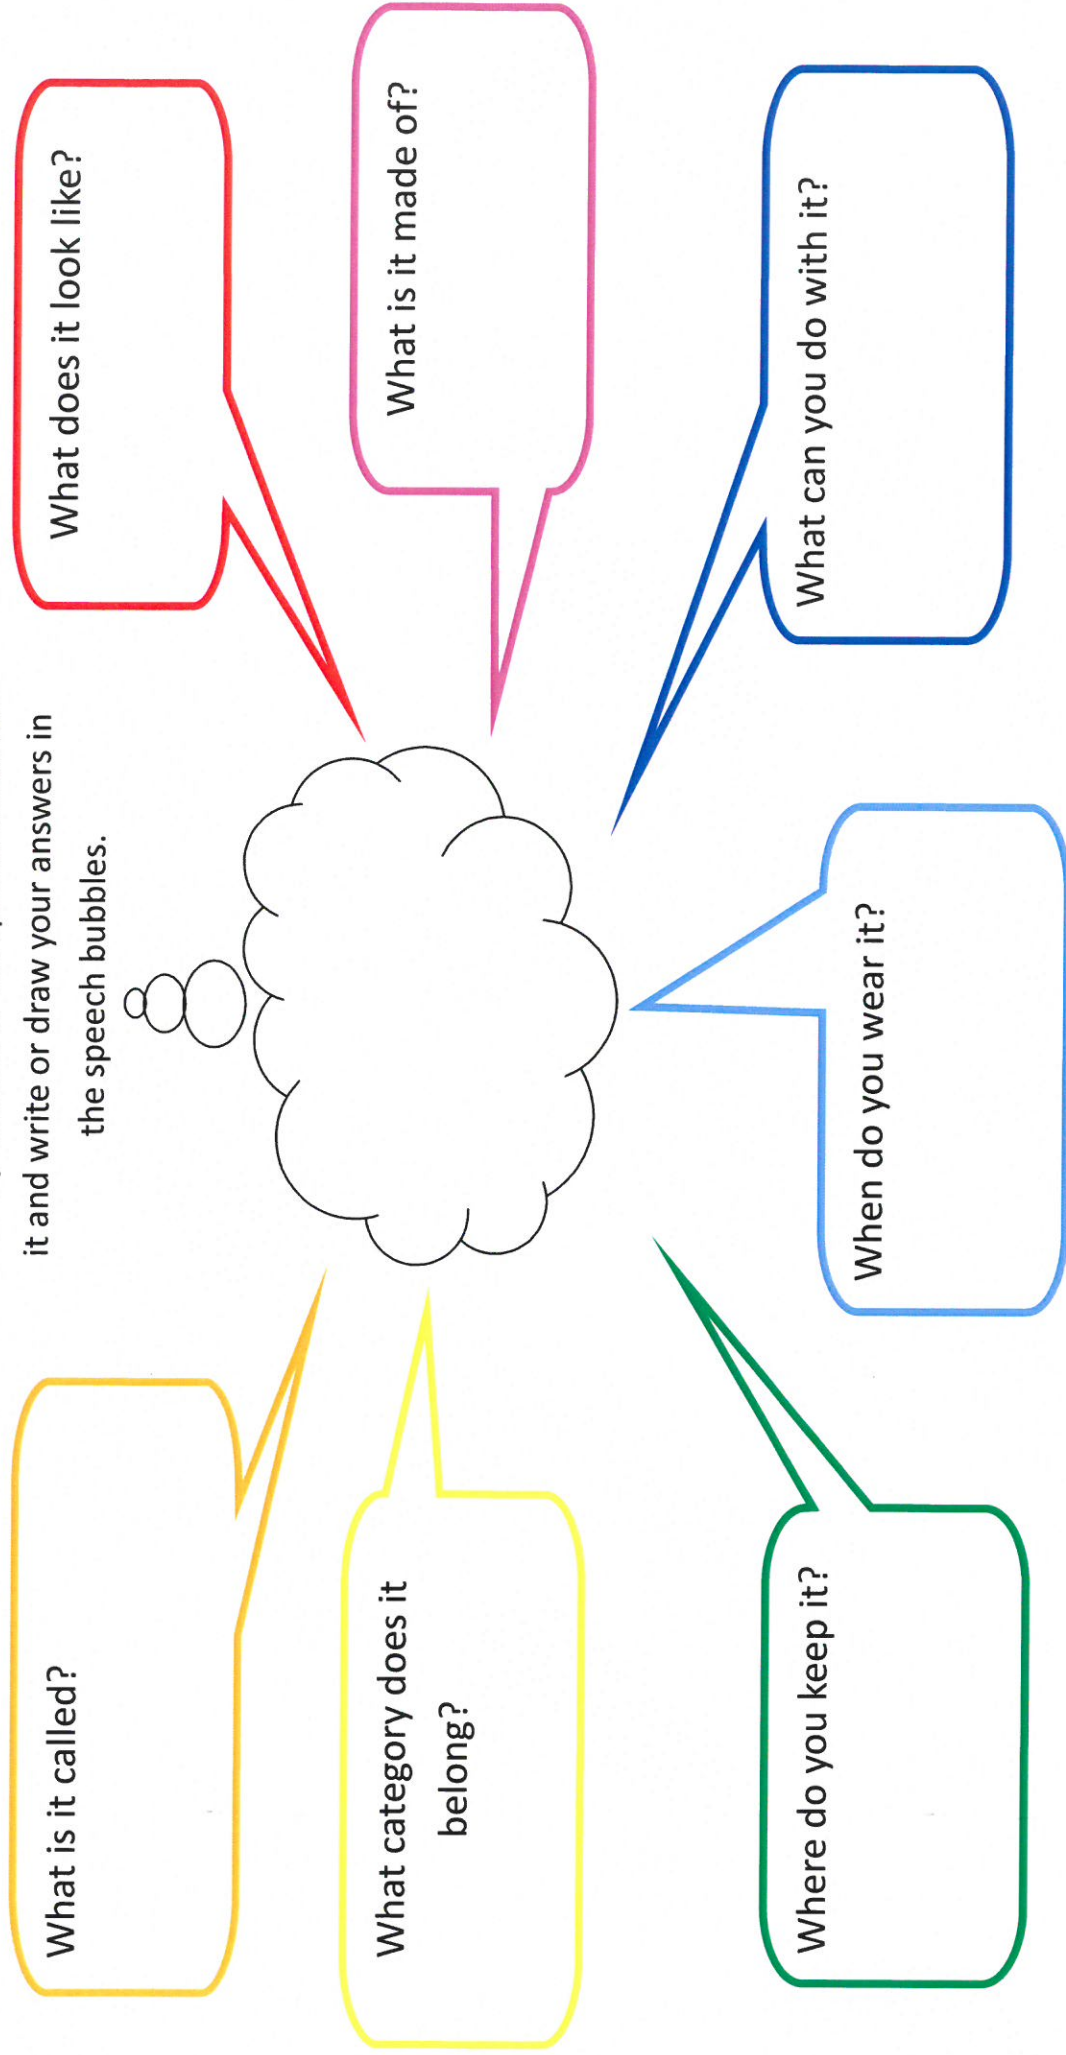 it and write or draw your answers in
the speech bubbles.
What is it called?
What does it look like?
What category does it
belong?
What is it made of?
Where do you keep it?
When do you wear it?
What can you do with it?